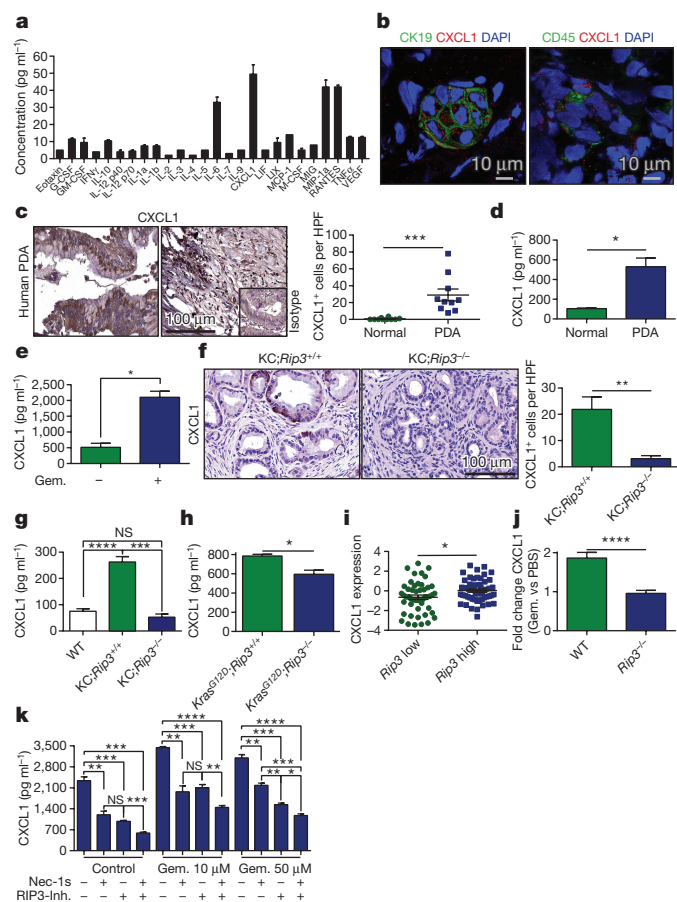 a
Concentration (pg ml⁻¹)
60
50
40
30
20
10
0
Eotaxin
G-CSF
GM-CSF
IFNγ
IL-10
IL-12 p40
IL-12 P70
IL-1a
IL-1b
IL-2
IL-3
IL-4
IL-5
IL-6
IL-7
IL-9
CXCL1
LIF
LIX
MCP-1
M-CSF
MIG
MIP-1a
RANTES
TNFα
VEGF
b
CK19 CXCL1 DAPI
CD45 CXCL1 DAPI
10 μm
10 μm
c
CXCL1
Human PDA
100 μm
Isotype
CXCL1⁺ cells per HPF
100
80
60
40
20
0
***
Normal
PDA
d
CXCL1 (pg ml⁻¹)
800
600
400
200
0
*
Normal
PDA
e
CXCL1 (pg ml⁻¹)
2,500
2,000
1,500
1,000
500
0
*
Gem. – +
f
KC;Rip3+/+
KC;Rip3−/−
CXCL1
100 μm
CXCL1⁺ cells per HPF
30
20
10
0
**
KC;Rip3+/+
KC;Rip3−/−
g
CXCL1 (pg ml⁻¹)
300
200
100
0
NS
**** ***
WT
KC;Rip3+/+
KC;Rip3−/−
h
CXCL1 (pg ml⁻¹)
800
600
400
200
0
*
KrasG12D;Rip3+/+
KrasG12D;Rip3−/−
i
CXCL1 expression
4
2
0
−2
−4
*
Rip3 low
Rip3 high
j
Fold change CXCL1
(Gem. vs PBS)
2
1
0
****
WT
Rip3−/−
k
CXCL1 (pg ml⁻¹)
3,500
2,800
2,100
1,400
700
0
***
***
**
NS ***
****
***
**
NS **
****
***
**
***
** *
Control
Gem. 10 μM
Gem. 50 μM
Nec-1s – + – + – + – + – + – +
RIP3-Inh. – – + + – – + + – – + +